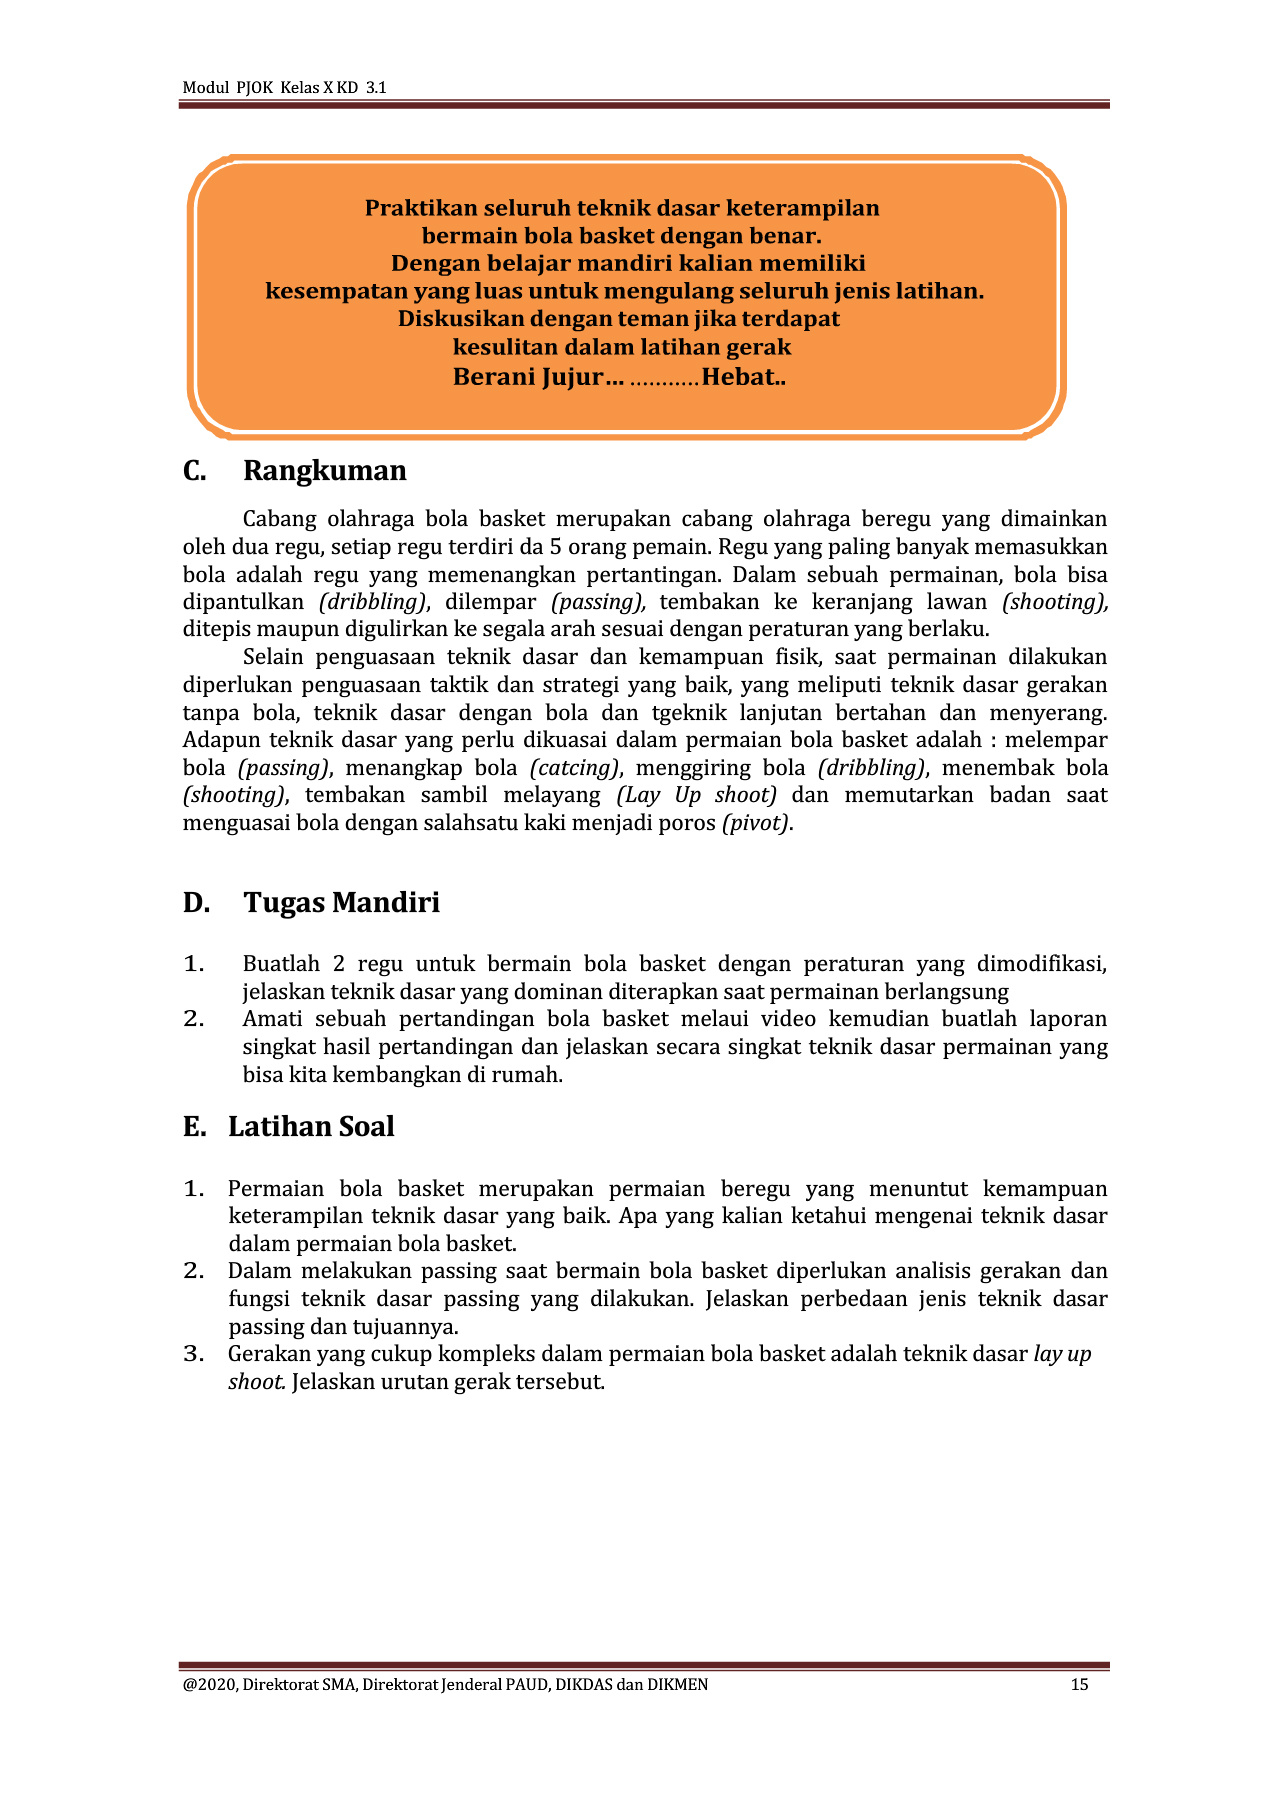 Modul PJOK Kelas X KD 3.1
Praktikan seluruh teknik dasar keterampilan
bermain bola basket dengan benar.
Dengan belajar mandiri kalian memiliki
kesempatan yang luas untuk mengulang seluruh jenis latihan.
Diskusikan dengan teman jika terdapat
kesulitan dalam latihan gerak
Berani Jujur... ...........Hebat..
C. Rangkuman
Cabang olahraga bola basket merupakan cabang olahraga beregu yang dimainkan
oleh dua regu, setiap regu terdiri da 5 orang pemain. Regu yang paling banyak memasukkan
bola adalah regu yang memenangkan pertantingan. Dalam sebuah permainan, bola bisa
dipantulkan (dribbling), dilempar (passing), tembakan ke keranjang lawan (shooting),
ditepis maupun digulirkan ke segala arah sesuai dengan peraturan yang berlaku.
Selain penguasaan teknik dasar dan kemampuan fisik, saat permainan dilakukan
diperlukan penguasaan taktik dan strategi yang baik, yang meliputi teknik dasar gerakan
tanpa bola, teknik dasar dengan bola dan tgeknik lanjutan bertahan dan menyerang.
Adapun teknik dasar yang perlu dikuasai dalam permaian bola basket adalah : melempar
bola (passing), menangkap bola (catcing), menggiring bola (dribbling), menembak bola
(shooting), tembakan sambil melayang (Lay Up shoot) dan memutarkan badan saat
menguasai bola dengan salahsatu kaki menjadi poros (pivot).
D. Tugas Mandiri
1. Buatlah 2 regu untuk bermain bola basket dengan peraturan yang dimodifikasi,
jelaskan teknik dasar yang dominan diterapkan saat permainan berlangsung
2. Amati sebuah pertandingan bola basket melaui video kemudian buatlah laporan
singkat hasil pertandingan dan jelaskan secara singkat teknik dasar permainan yang
bisa kita kembangkan di rumah.
E. Latihan Soal
1. Permaian bola basket merupakan permaian beregu yang menuntut kemampuan
keterampilan teknik dasar yang baik. Apa yang kalian ketahui mengenai teknik dasar
dalam permaian bola basket.
2. Dalam melakukan passing saat bermain bola basket diperlukan analisis gerakan dan
fungsi teknik dasar passing yang dilakukan. Jelaskan perbedaan jenis teknik dasar
passing dan tujuannya.
3. Gerakan yang cukup kompleks dalam permaian bola basket adalah teknik dasar lay up
shoot. Jelaskan urutan gerak tersebut.
@2020, Direktorat SMA, Direktorat Jenderal PAUD, DIKDAS dan DIKMEN 15